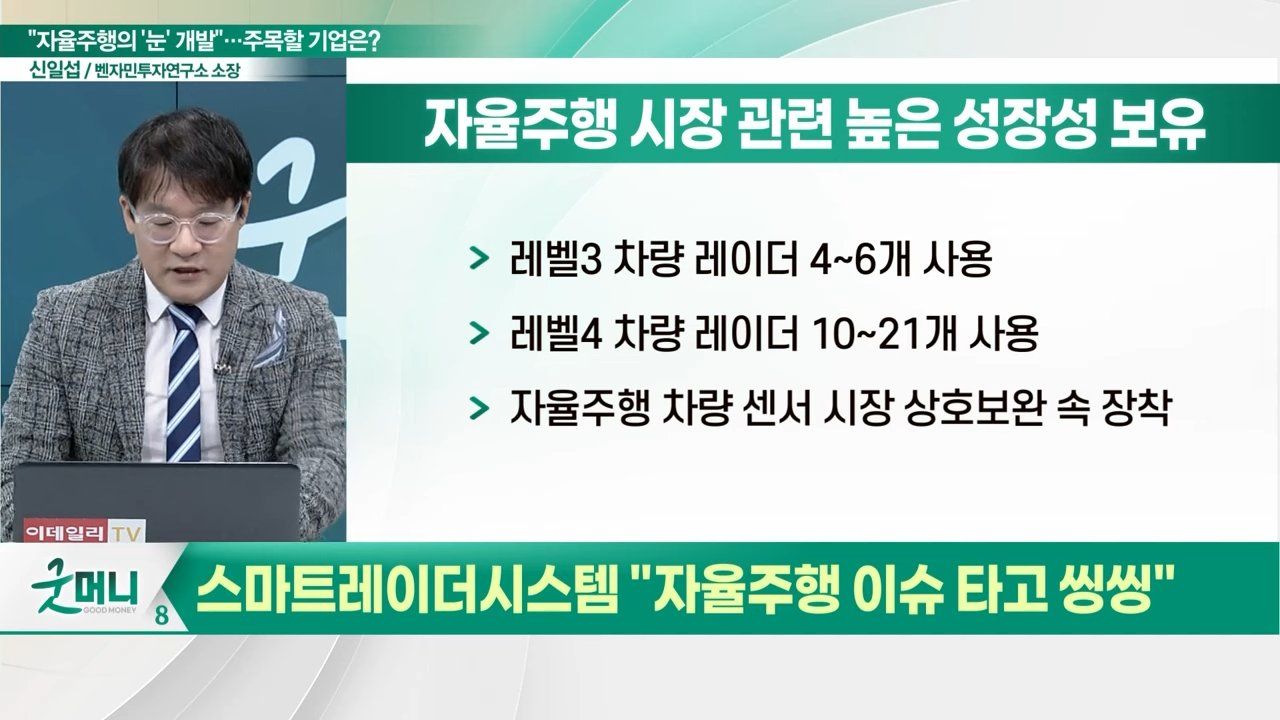 "자율주행의 '눈' 개발"…주목할 기업은?
신일섭 / 벤자민투자연구소 소장
자율주행 시장 관련 높은 성장성 보유
> 레벨3 차량 레이더 4~6개 사용
> 레벨4 차량 레이더 10~21개 사용
> 자율주행 차량 센서 시장 상호보완 속 장착
이데일리 TV
굿머니
GOOD MONEY
8
스마트레이더시스템 "자율주행 이슈 타고 씽씽"